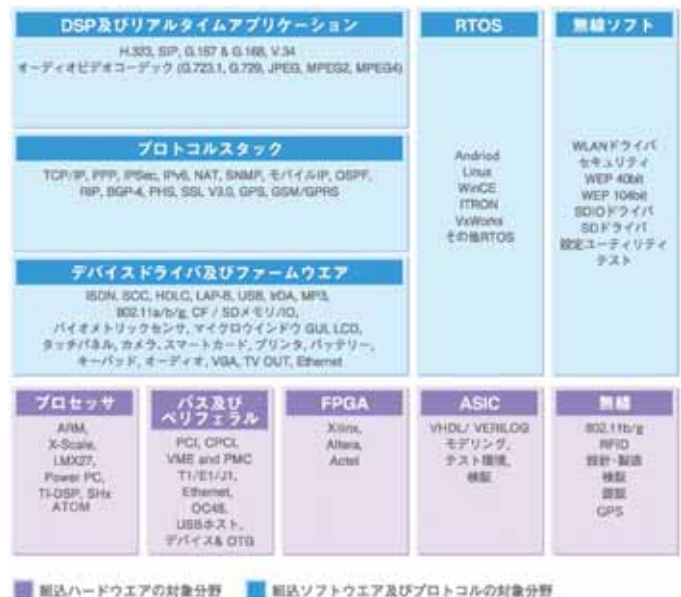 DSP及びリアルタイムアプリケーション
H.323, SIP, G.167 & G.168, V.34
オーディオビデオコーデック (G.723.1, G.729, JPEG, MPEG2, MPEG4)
プロトコルスタック
TCP/IP, PPP, IPSec, IPv6, NAT, SNMP, モバイルIP, OSPF,
RIP, BGP-4, PHS, SSL V3.0, GPS, GSM/GPRS
デバイスドライバ及びファームウエア
ISDN, SCC, HDLC, LAP-B, USB, IrDA, MP3,
802.11a/b/g, CF / SDメモリ/IO,
バイオメトリックセンサ, マイクロウインドウ GUI, LCD,
タッチパネル, カメラ, スマートカード, プリンタ, バッテリー,
キーパッド, オーディオ, VGA, TV OUT, Ethernet
RTOS
Andriod
Linux
WinCE
ITRON
VxWorks
その他RTOS
無線ソフト
WLANドライバ
セキュリティ
WEP 40bit
WEP 104bit
SDIOドライバ
SDドライバ
設定ユーティリティ
テスト
プロセッサ
ARM,
X-Scale,
i.MX27,
Power PC,
TI-DSP, SHx
ATOM
バス及び
ペリフェラル
PCI, CPCI,
VME and PMC
T1/E1/J1,
Ethernet,
OC48,
USBホスト,
デバイス& OTG
FPGA
Xilinx,
Altera,
Actel
ASIC
VHDL/ VERILOG
モデリング,
テスト環境,
検証
無線
802.11b/g
RFID
設計・製造
検証
認証
GPS
組込ハードウエアの対象分野
組込ソフトウエア及びプロトコルの対象分野